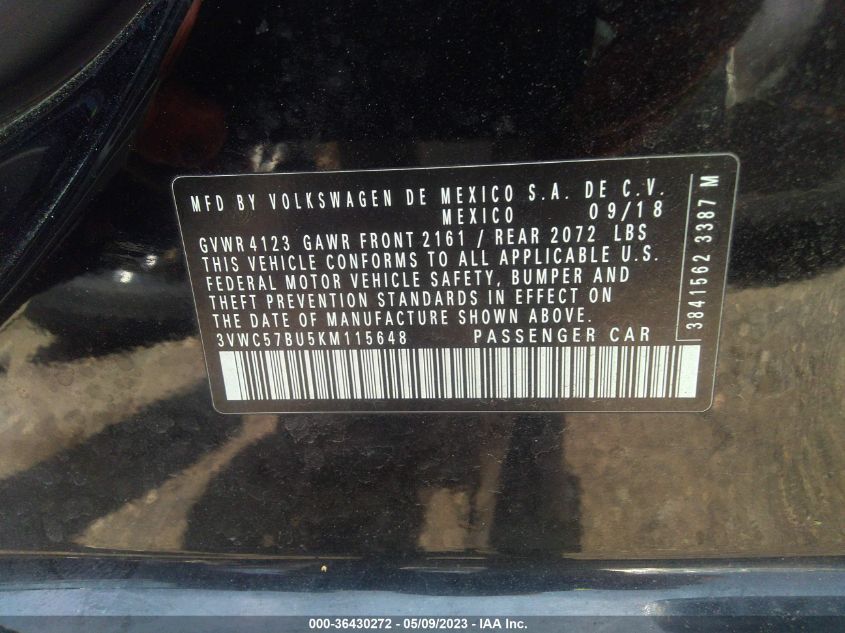 MFD BY VOLKSWAGEN DE MEXICO S.A. DE C.V.
MEXICO 09/18
GVWR 4123 GAWR FRONT 2161 / REAR 2072 LBS
THIS VEHICLE CONFORMS TO ALL APPLICABLE U.S.
FEDERAL MOTOR VEHICLE SAFETY, BUMPER AND
THEFT PREVENTION STANDARDS IN EFFECT ON
THE DATE OF MANUFACTURE SHOWN ABOVE.
3VWC57BU5KM115648 PASSENGER CAR
3841562 3387 M
000-36430272 - 05/09/2023 - IAA Inc.